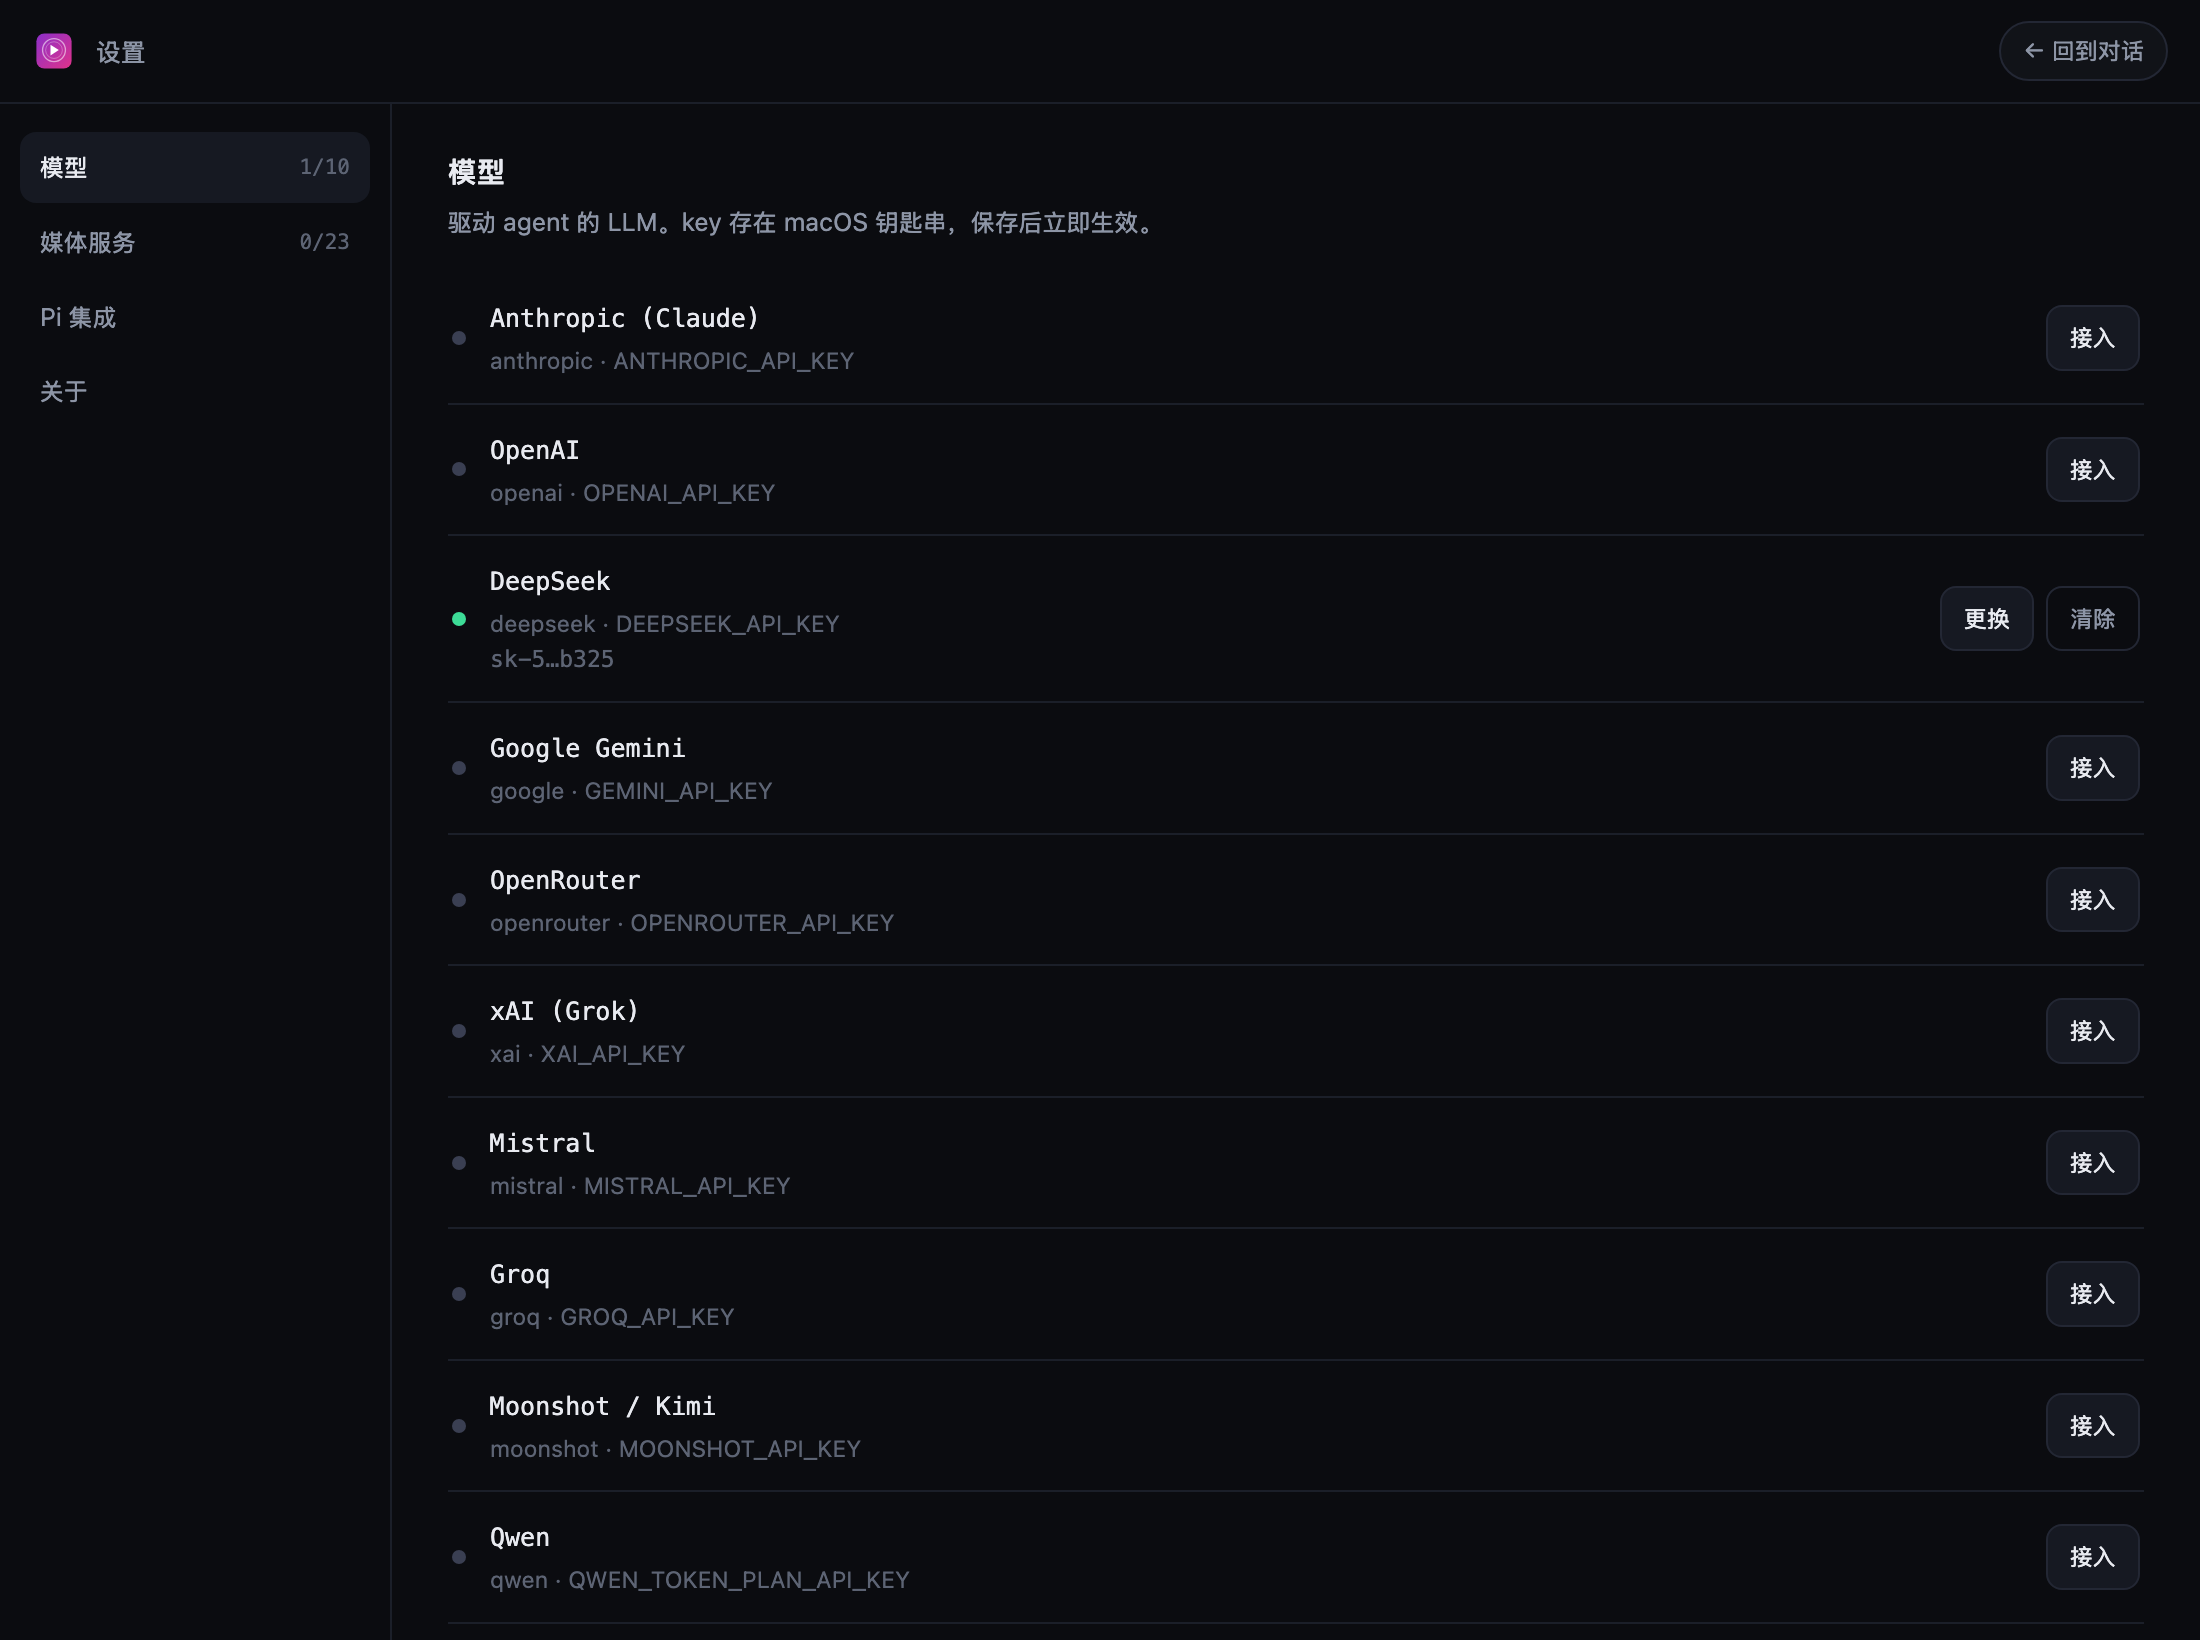 设置
← 回到对话
模型 1/10
媒体服务 0/23
Pi 集成
关于
模型
驱动 agent 的 LLM。key 存在 macOS 钥匙串，保存后立即生效。
Anthropic (Claude)
anthropic · ANTHROPIC_API_KEY
接入
OpenAI
openai · OPENAI_API_KEY
接入
DeepSeek
deepseek · DEEPSEEK_API_KEY
sk-5…b325
更换 清除
Google Gemini
google · GEMINI_API_KEY
接入
OpenRouter
openrouter · OPENROUTER_API_KEY
接入
xAI (Grok)
xai · XAI_API_KEY
接入
Mistral
mistral · MISTRAL_API_KEY
接入
Groq
groq · GROQ_API_KEY
接入
Moonshot / Kimi
moonshot · MOONSHOT_API_KEY
接入
Qwen
qwen · QWEN_TOKEN_PLAN_API_KEY
接入